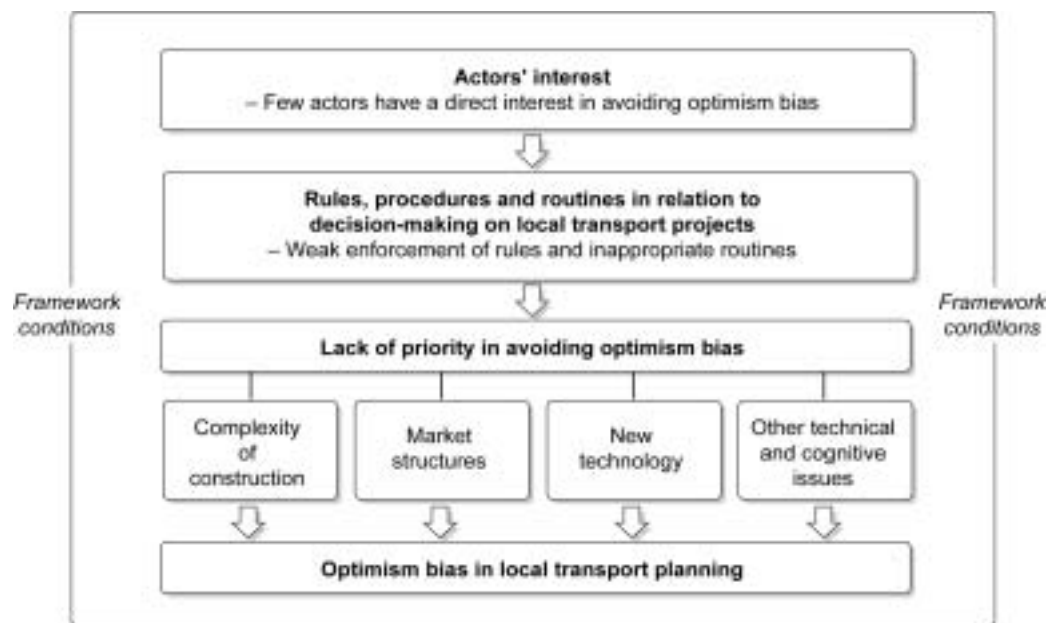 Actors' interest
– Few actors have a direct interest in avoiding optimism bias
Rules, procedures and routines in relation to
decision-making on local transport projects
– Weak enforcement of rules and inappropriate routines
Framework
conditions
Framework
conditions
Lack of priority in avoiding optimism bias
Complexity
of
construction
Market
structures
New
technology
Other technical
and cognitive
issues
Optimism bias in local transport planning